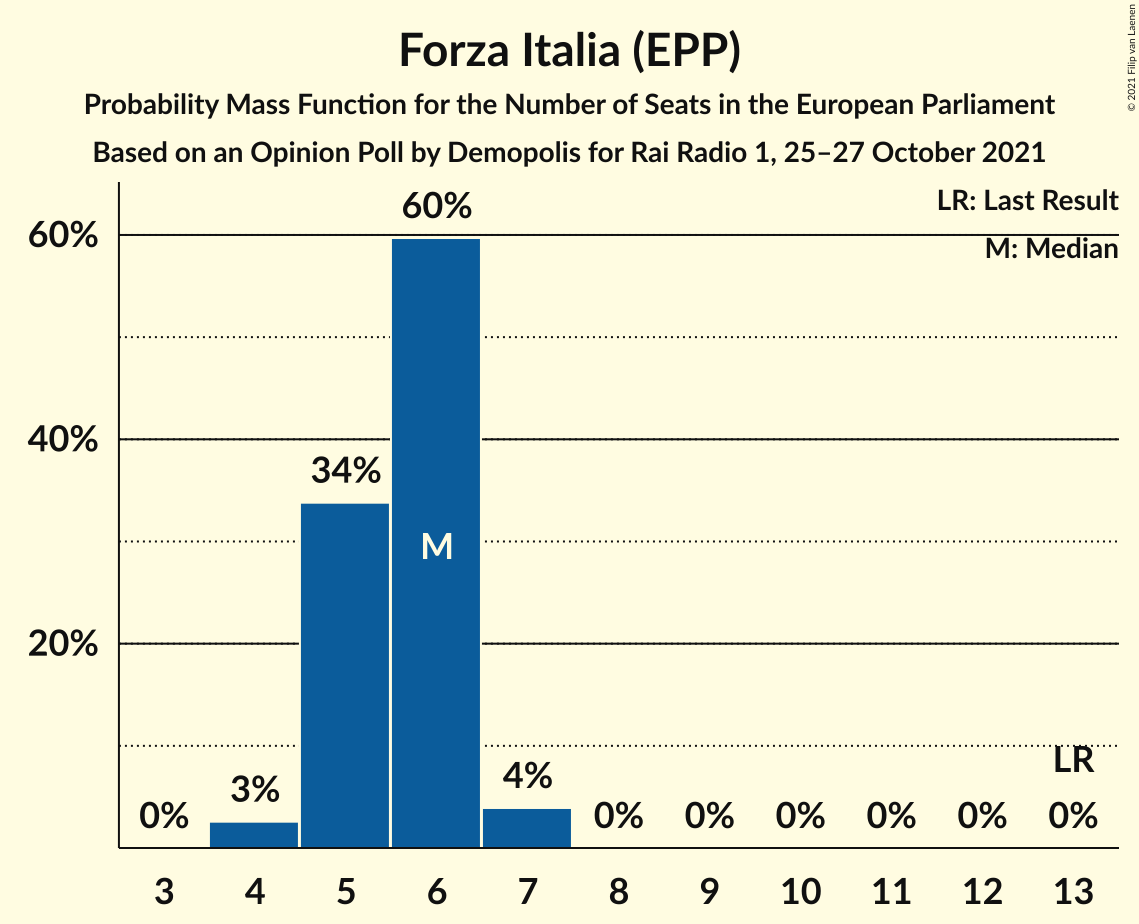 Forza Italia (EPP)
Probability Mass Function for the Number of Seats in the European Parliament
Based on an Opinion Poll by Demopolis for Rai Radio 1, 25–27 October 2021
© 2021 Filip van Laenen
LR: Last Result
M: Median
60%
40%
20%
0%
3%
34%
60%
M
4%
0%
0%
0%
0%
0%
LR
0%
3 4 5 6 7 8 9 10 11 12 13